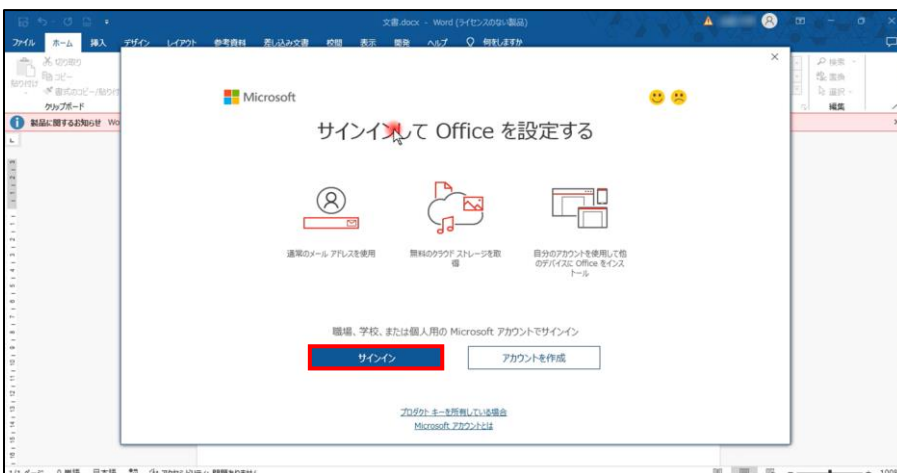 文書.docx - Word (ライセンスのない製品)
ファイル ホーム 挿入 デザイン レイアウト 参考資料 差し込み文書 校閲 表示 開発 ヘルプ 何をしますか
切り取り
コピー
貼り付け
クリップボード
検索
置換
選択
編集
製品に関するお知らせ
Microsoft
サインインして Office を設定する
通常のメール アドレスを使用
無料のクラウド ストレージを取
得
自分のアカウントを使用して他
のデバイスに Office をインス
トール
職場、学校、または個人用の Microsoft アカウントでサインイン
サインイン
アカウントを作成
プロダクト キーを所有している場合
Microsoft アカウントとは